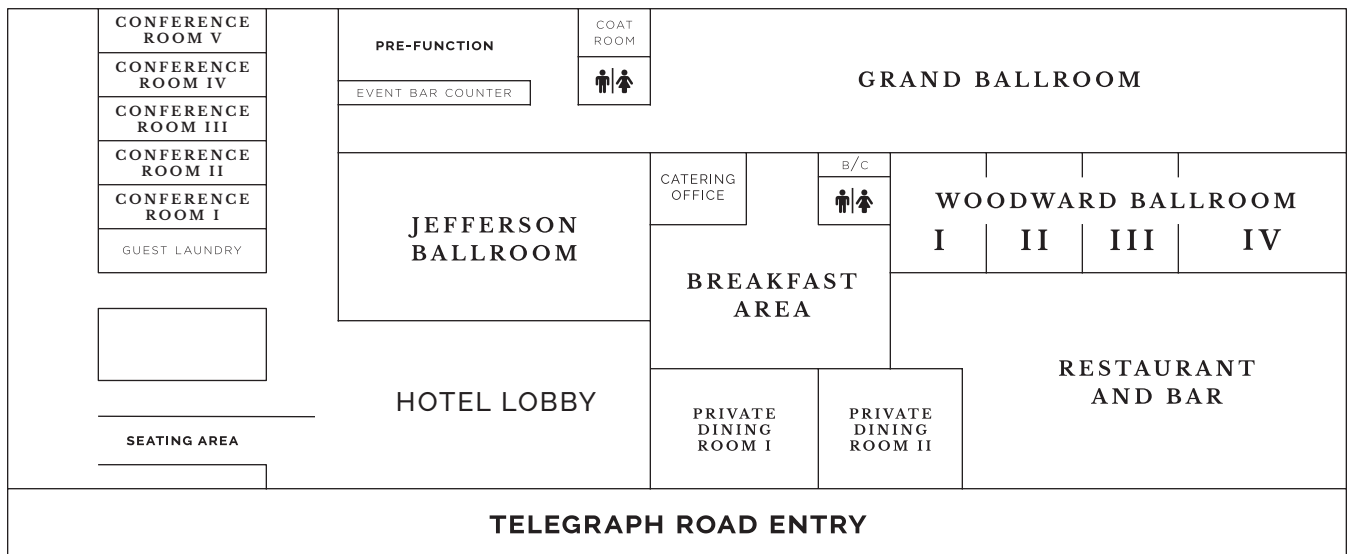 CONFERENCE
ROOM V
CONFERENCE
ROOM IV
CONFERENCE
ROOM III
CONFERENCE
ROOM II
CONFERENCE
ROOM I
GUEST LAUNDRY
SEATING AREA
PRE-FUNCTION
EVENT BAR COUNTER
COAT
ROOM
GRAND BALLROOM
JEFFERSON
BALLROOM
CATERING
OFFICE
B/C
WOODWARD BALLROOM
I II III IV
BREAKFAST
AREA
HOTEL LOBBY
PRIVATE
DINING
ROOM I
PRIVATE
DINING
ROOM II
RESTAURANT
AND BAR
TELEGRAPH ROAD ENTRY